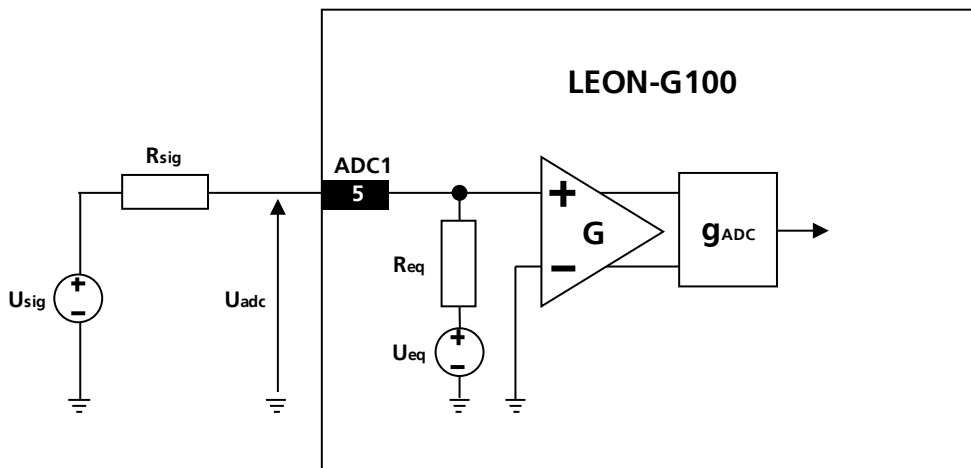 LEON-G100
Rsig
ADC1
5
+
G
gADC
Req
−
Usig
+
−
Uadc
Ueq
+
−